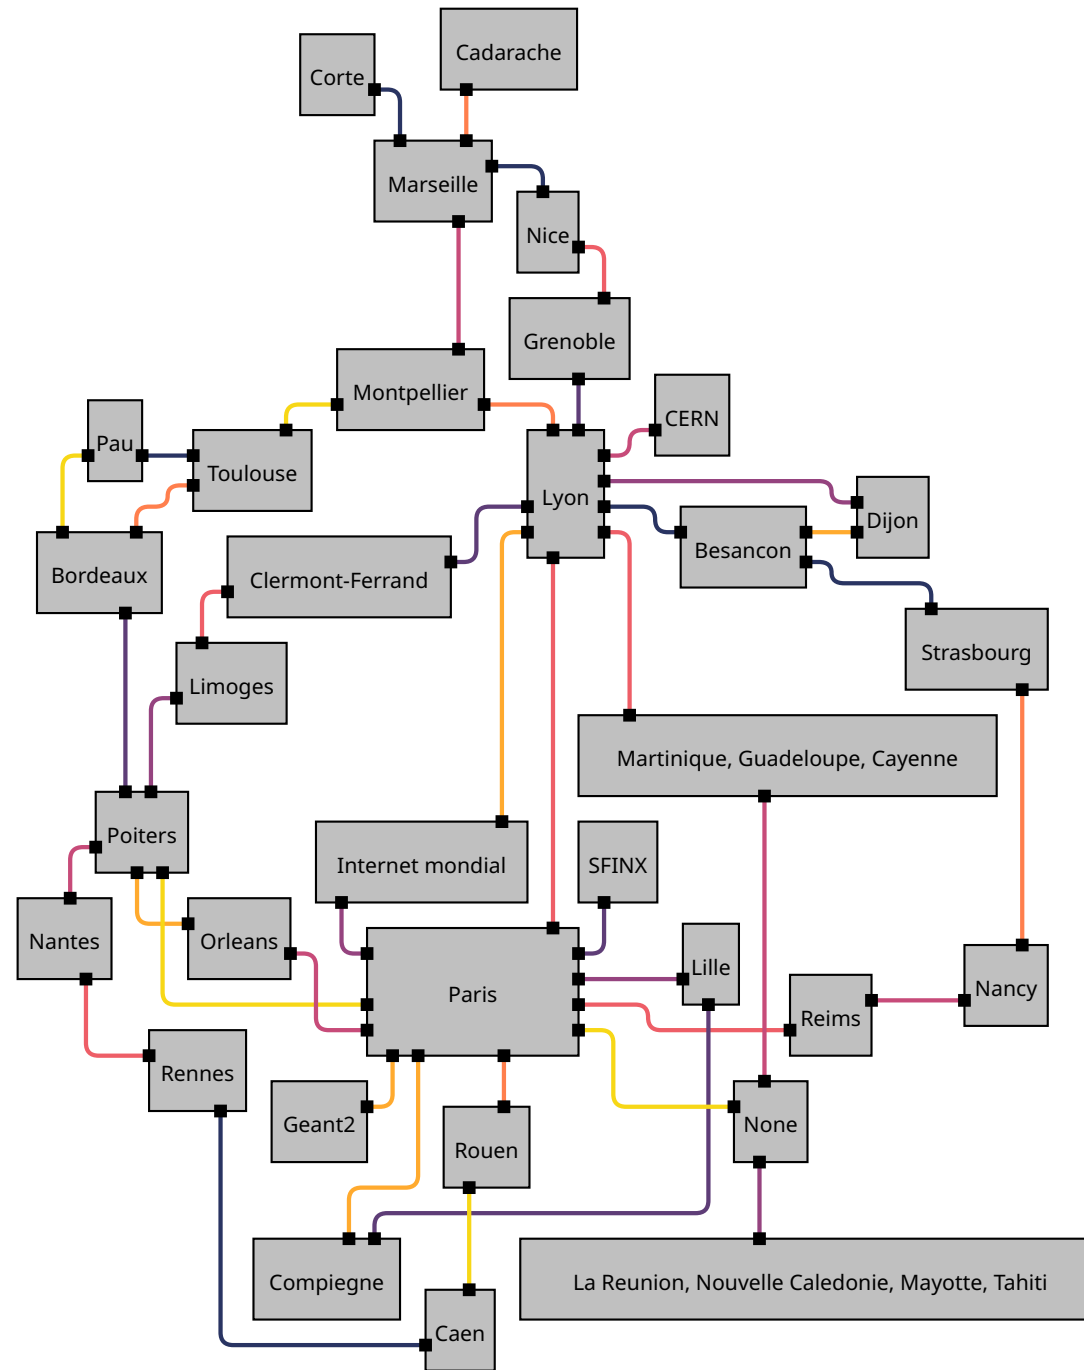 Cadarache
Corte
Marseille
Nice
Grenoble
Montpellier
CERN
Pau
Toulouse
Lyon
Dijon
Besancon
Bordeaux
Clermont-Ferrand
Strasbourg
Limoges
Martinique, Guadeloupe, Cayenne
Poiters
Internet mondial
SFINX
Nantes
Orleans
Lille
Paris
Nancy
Reims
Rennes
Geant2
None
Rouen
Compiegne
La Reunion, Nouvelle Caledonie, Mayotte, Tahiti
Caen